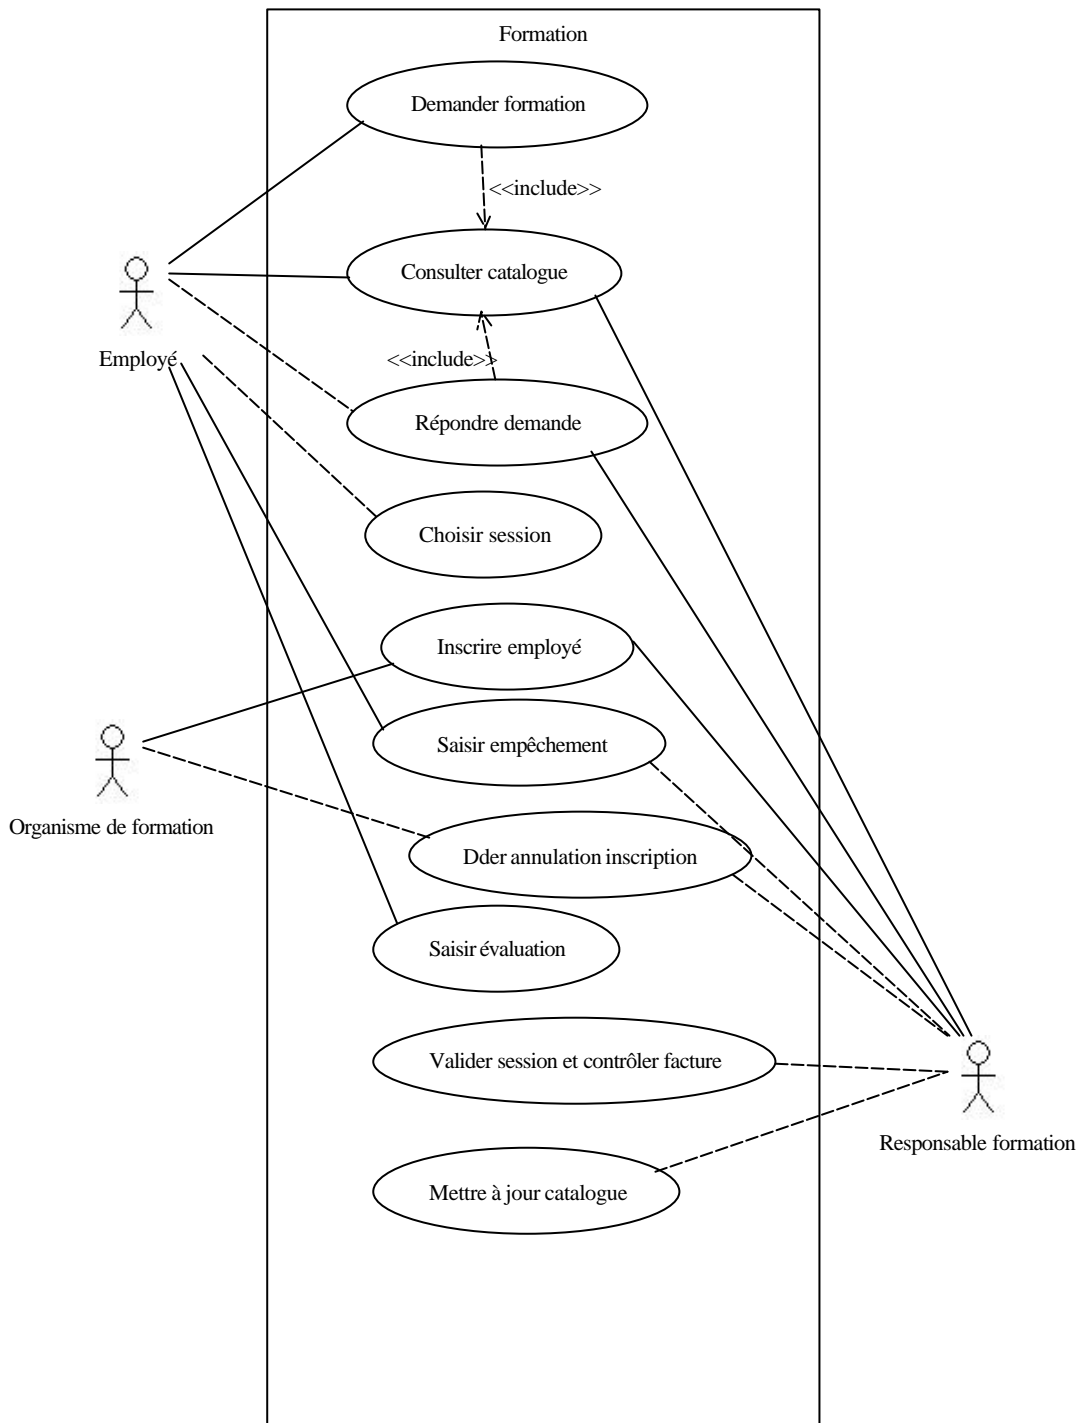 Formation
Demander formation
<<include>>
Consulter catalogue
Employé
<<include>>
Répondre demande
Choisir session
Inscrire employé
Saisir empêchement
Organisme de formation
Dder annulation inscription
Saisir évaluation
Valider session et contrôler facture
Responsable formation
Mettre à jour catalogue